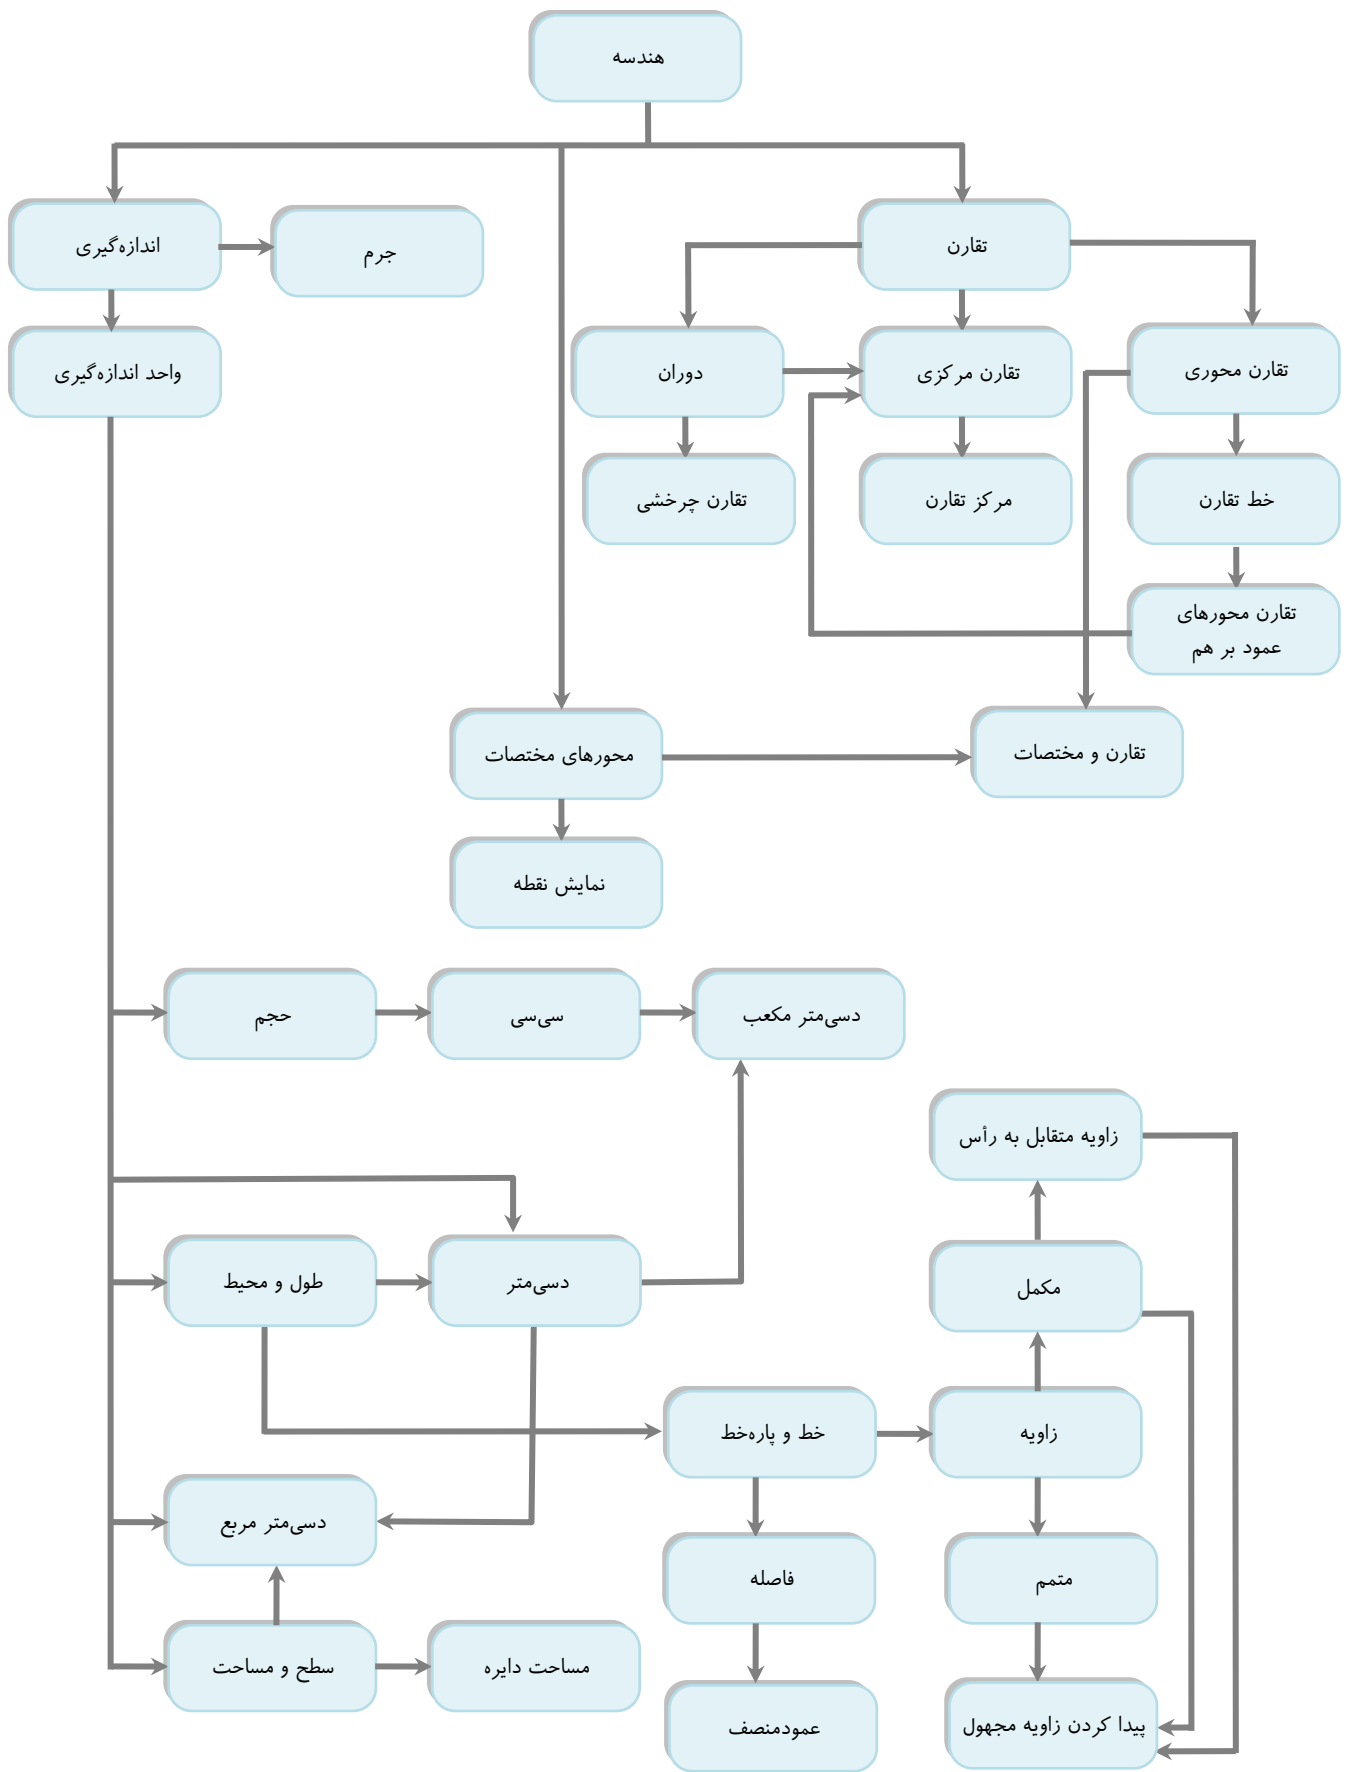 هندسه
تقارن
جرم
اندازه‌گیری
تقارن محوری
تقارن مرکزی
دوران
واحد اندازه‌گیری
خط تقارن
مرکز تقارن
تقارن چرخشی
تقارن محورهای
عمود بر هم
تقارن و مختصات
محورهای مختصات
نمایش نقطه
دسی‌متر مکعب
سی‌سی
حجم
زاویه متقابل به رأس
مکمل
دسی‌متر
طول و محیط
زاویه
خط و پاره‌خط
دسی‌متر مربع
متمم
فاصله
مساحت دایره
سطح و مساحت
پیدا کردن زاویه مجهول
عمودمنصف